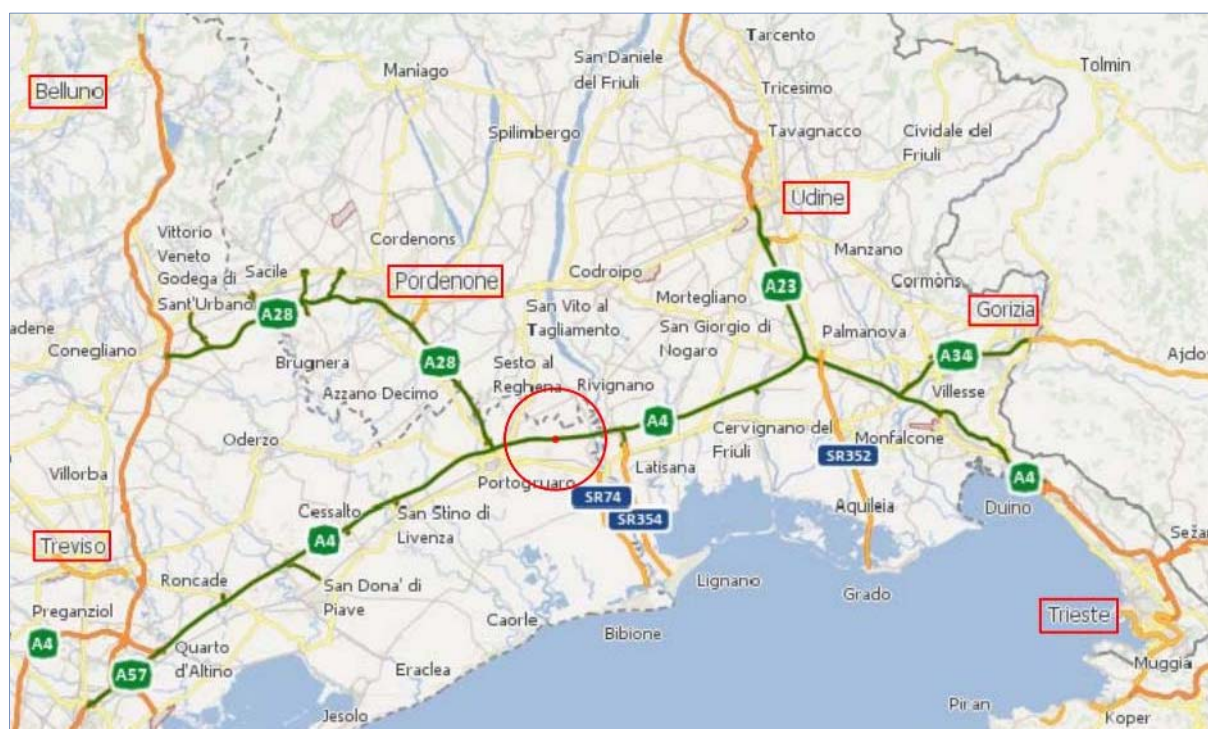 Tarcento
San Daniele
del Friuli
Tolmin
Maniago
Belluno
Tricesimo
Spilimbergo
Tavagnacco
Cividale del
Friuli
Udine
Vittorio
Veneto
Godega di
Sant'Urbano
Sacile
Cordenons
Pordenone
Codroipo
Manzano
Cormons
A23
Mortegliano
San Vito al
Tagliamento
Gorizia
A28
San Giorgio di
Nogaro
Palmanova
adene
Conegliano
Brugnera
A28
Sesto al
Reghena
Rivignano
A34
Ajdov
Villesse
Azzano Decimo
A4
Oderzo
Cervignano del
Friuli
Monfalcone
SR352
Villorba
Latisana
A4
Portogruaro
SR74
SR354
Aquileia
Duino
Cessalto
San Stino di
Livenza
A4
Treviso
Sežan
Roncade
San Dona' di
Piave
Lignano
Grado
Preganziol
Caorle
Bibione
Trieste
A4
Quarto
d'Altino
A57
Eraclea
Muggia
Jesolo
Piran
Koper